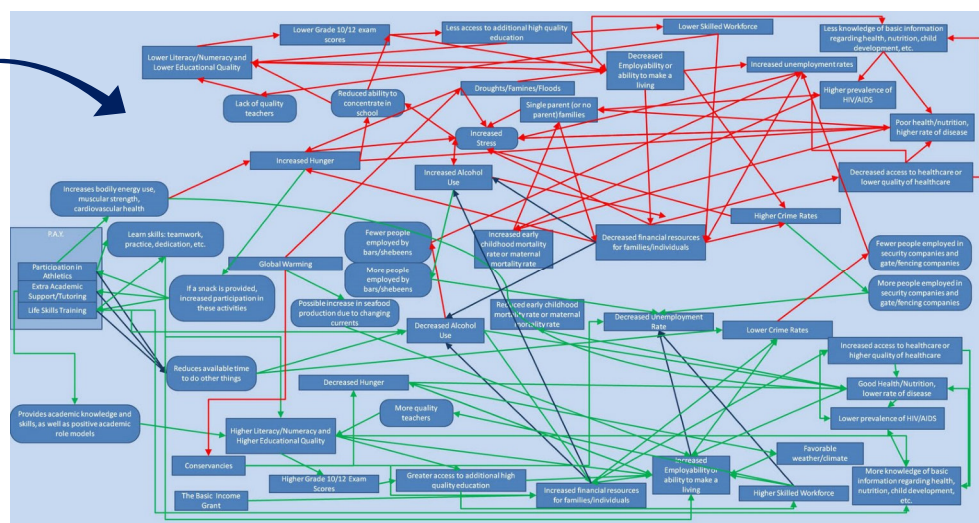 Lower Grade 10/12 exam
scores
Less access to additional high quality
education
Lower Skilled Workforce
Less knowledge of basic information
regarding health, nutrition, child
development, etc.
Lower Literacy/Numeracy and
Lower Educational Quality
Decreased
Employability or
ability to make a
living
Increased unemployment rates
Lack of quality
teachers
Reduced ability to
concentrate in
school
Droughts/Famines/Floods
Single parent (or no
parent) families
Higher prevalence of
HIV/AIDS
Increased
Stress
Poor health/nutrition,
higher rate of disease
Increased Hunger
Increased Alcohol
Use
Decreased access to healthcare or
lower quality of healthcare
Increases bodily energy use,
muscular strength,
cardiovascular health
Higher Crime Rates
P.A.Y.
Learn skills: teamwork,
practice, dedication, etc.
Fewer people
employed by
bars/shebeens
Increased early
childhood mortality
rate or maternal
mortality rate
Decreased financial resources
for families/individuals
Fewer people employed in
security companies and
gate/fencing companies
Participation in
Athletics
Extra Academic
Support/Tutoring
Life Skills Training
Global Warming
More people
employed by
bars/shebeens
If a snack is provided,
increased participation in
these activities
More people employed in
security companies and
gate/fencing companies
Possible increase in seafood
production due to changing
currents
Reduced early childhood
mortality rate or maternal
mortality rate
Decreased Alcohol
Use
Decreased Unemployment
Rate
Lower Crime Rates
Increased access to healthcare or
higher quality of healthcare
Reduces available time
to do other things
Decreased Hunger
Good Health/Nutrition,
lower rate of disease
More quality
teachers
Lower prevalence of HIV/AIDS
Provides academic knowledge and
skills, as well as positive academic
role models
Higher Literacy/Numeracy and
Higher Educational Quality
Favorable
weather/climate
Conservancies
Increased
Employability or
ability to make a
living
Higher Grade 10/12 Exam
Scores
Greater access to additional high
quality education
More knowledge of basic
information regarding health,
nutrition, child development,
etc.
The Basic Income
Grant
Increased financial resources
for families/individuals
Higher Skilled Workforce